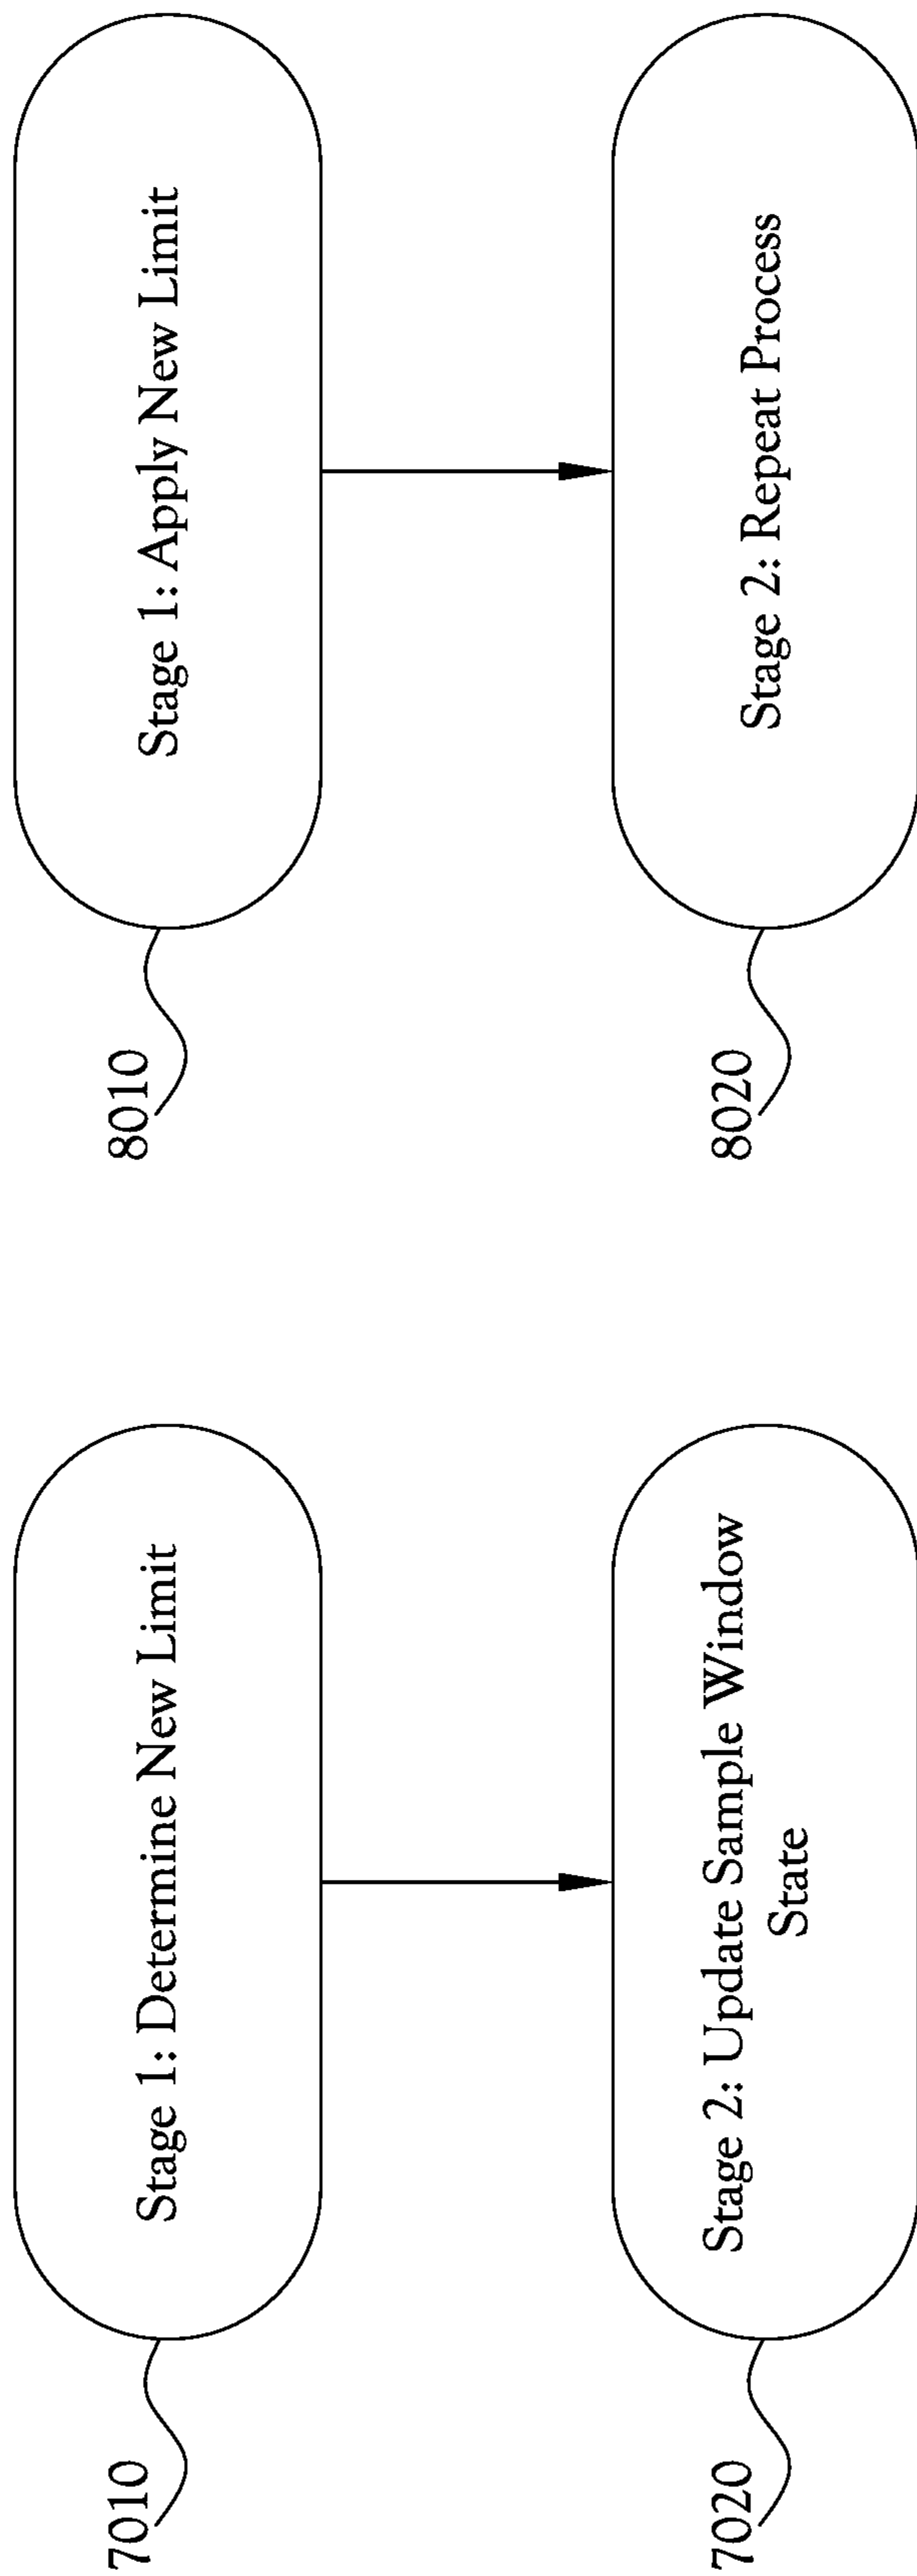 7010
Stage 1: Determine New Limit
7020
Stage 2: Update Sample Window
State
8010
Stage 1: Apply New Limit
8020
Stage 2: Repeat Process